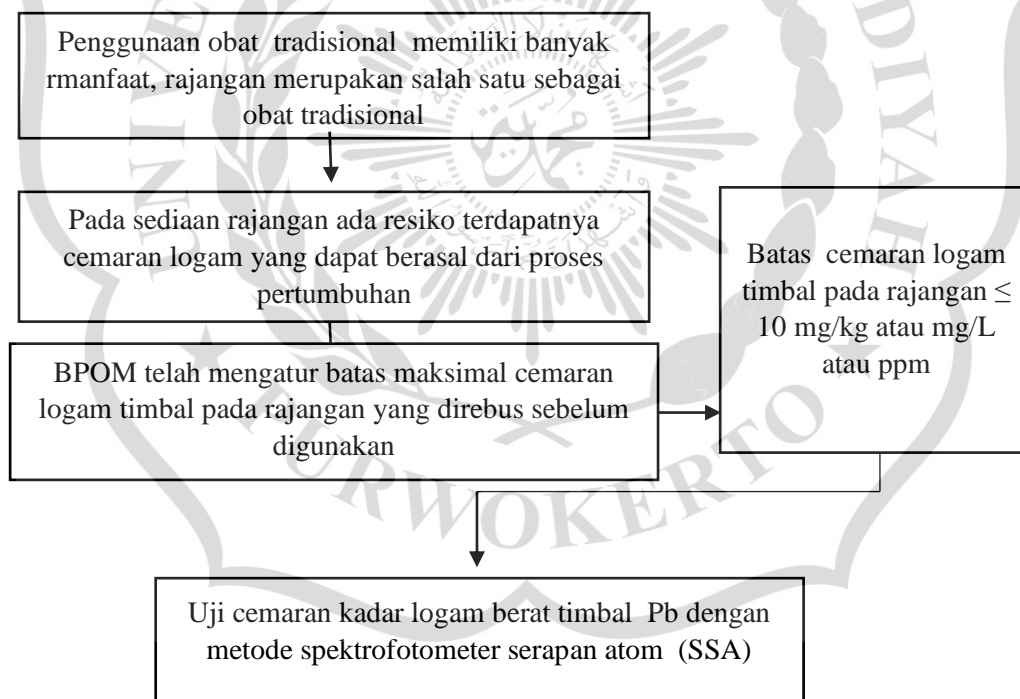 Penggunaan obat tradisional memiliki banyak
rmanfaat, rajangan merupakan salah satu sebagai
obat tradisional
Pada sediaan rajangan ada resiko terdapatnya
cemaran logam yang dapat berasal dari proses
pertumbuhan
Batas cemaran logam
timbal pada rajangan ≤
10 mg/kg atau mg/L
atau ppm
BPOM telah mengatur batas maksimal cemaran
logam timbal pada rajangan yang direbus sebelum
digunakan
PURWOKERTO
Uji cemaran kadar logam berat timbal Pb dengan
metode spektrofotometer serapan atom (SSA)